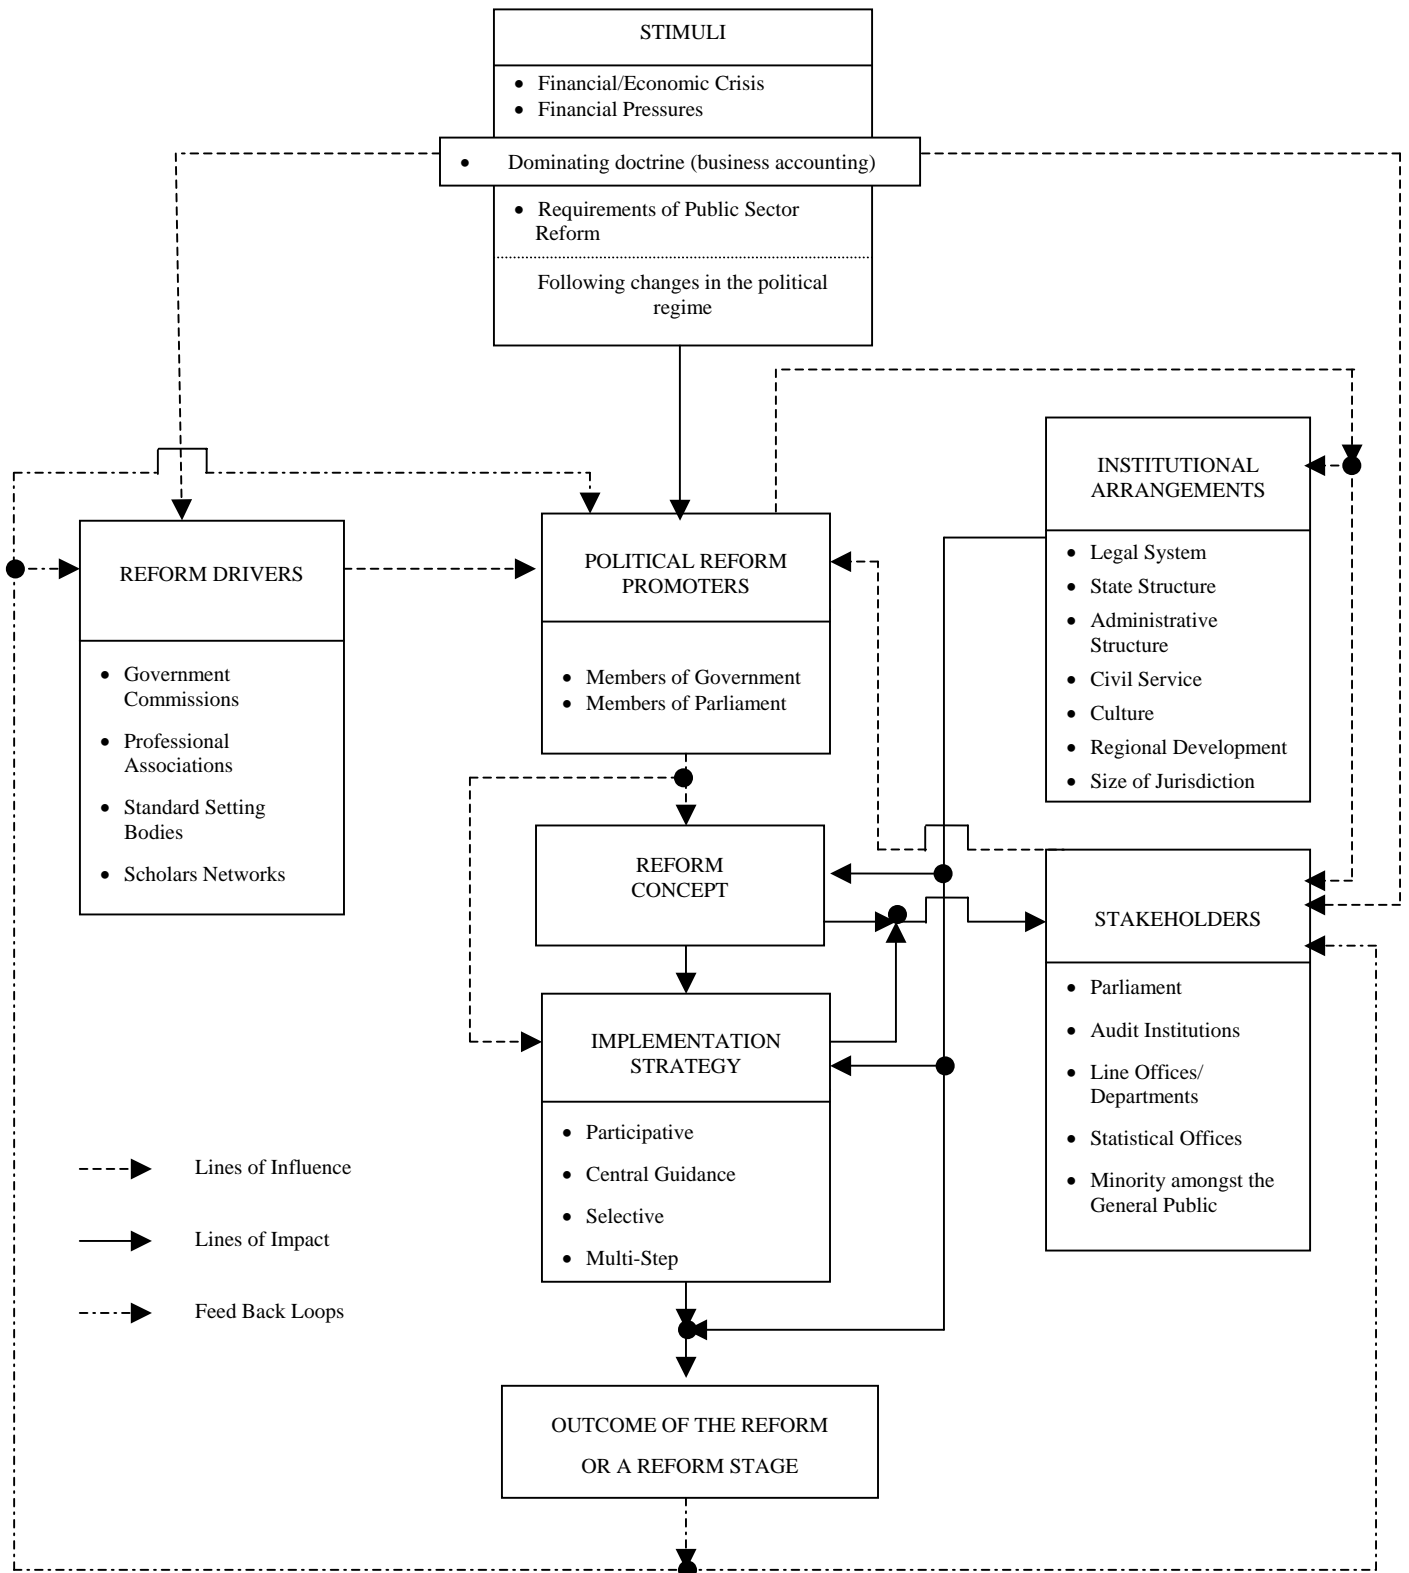 STIMULI
• Financial/Economic Crisis
• Financial Pressures
• Dominating doctrine (business accounting)
• Requirements of Public Sector
Reform
Following changes in the political
regime
INSTITUTIONAL
ARRANGEMENTS
• Legal System
• State Structure
• Administrative
Structure
• Civil Service
• Culture
• Regional Development
• Size of Jurisdiction
REFORM DRIVERS
• Government
Commissions
• Professional
Associations
• Standard Setting
Bodies
• Scholars Networks
POLITICAL REFORM
PROMOTERS
• Members of Government
• Members of Parliament
REFORM
CONCEPT
STAKEHOLDERS
• Parliament
• Audit Institutions
• Line Offices/
Departments
• Statistical Offices
• Minority amongst the
General Public
IMPLEMENTATION
STRATEGY
• Participative
• Central Guidance
• Selective
• Multi-Step
Lines of Influence
Lines of Impact
Feed Back Loops
OUTCOME OF THE REFORM
OR A REFORM STAGE